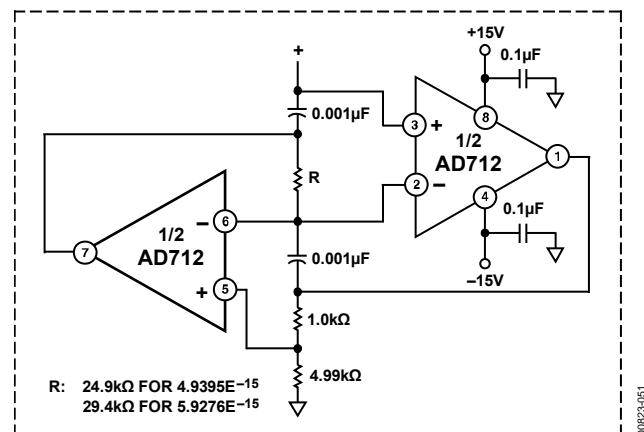 +
+15V
0.1µF
0.001µF
3
+
8
1/2
AD712
1
R
2
–
4
0.1µF
–
6
1/2
AD712
7
0.001µF
+
5
–15V
1.0kΩ
4.99kΩ
R: 24.9kΩ FOR 4.9395E–15
29.4kΩ FOR 5.9276E–15
00823-051